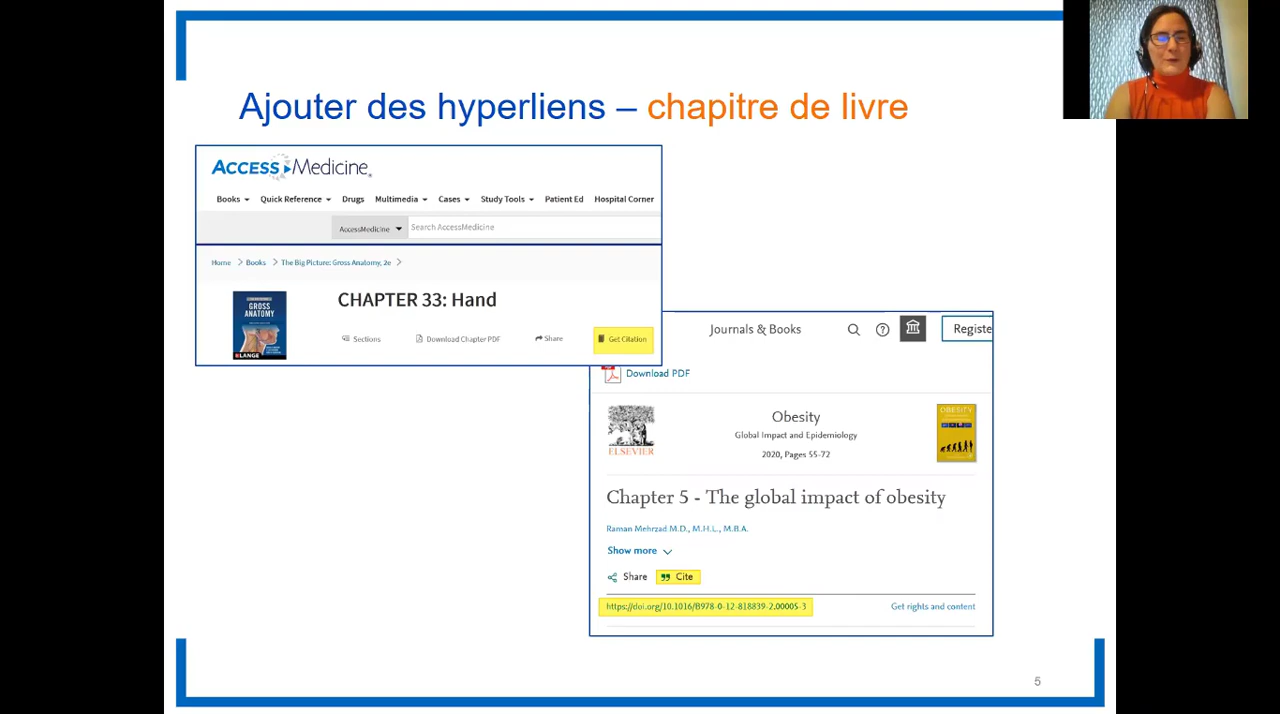 Ajouter des hyperliens – chapitre de livre
ACCESS Medicine
Books Quick Reference Drugs Multimedia Cases Study Tools Patient Ed Hospital Corner
AccessMedicine Search AccessMedicine
Home Books The Big Picture: Gross Anatomy, 2e
GROSS
ANATOMY
LANGE
CHAPTER 33: Hand
Sections Download Chapter PDF Share Get Citation
Journals & Books Registe
Download PDF
ELSEVIER
Obesity
Global Impact and Epidemiology
2020, Pages 55-72
OBESITY
Chapter 5 - The global impact of obesity
Raman Mehrzad M.D., M.H.L., M.B.A.
Show more
Share Cite
https://doi.org/10.1016/B978-0-12-818839-2.00005-3 Get rights and content
5